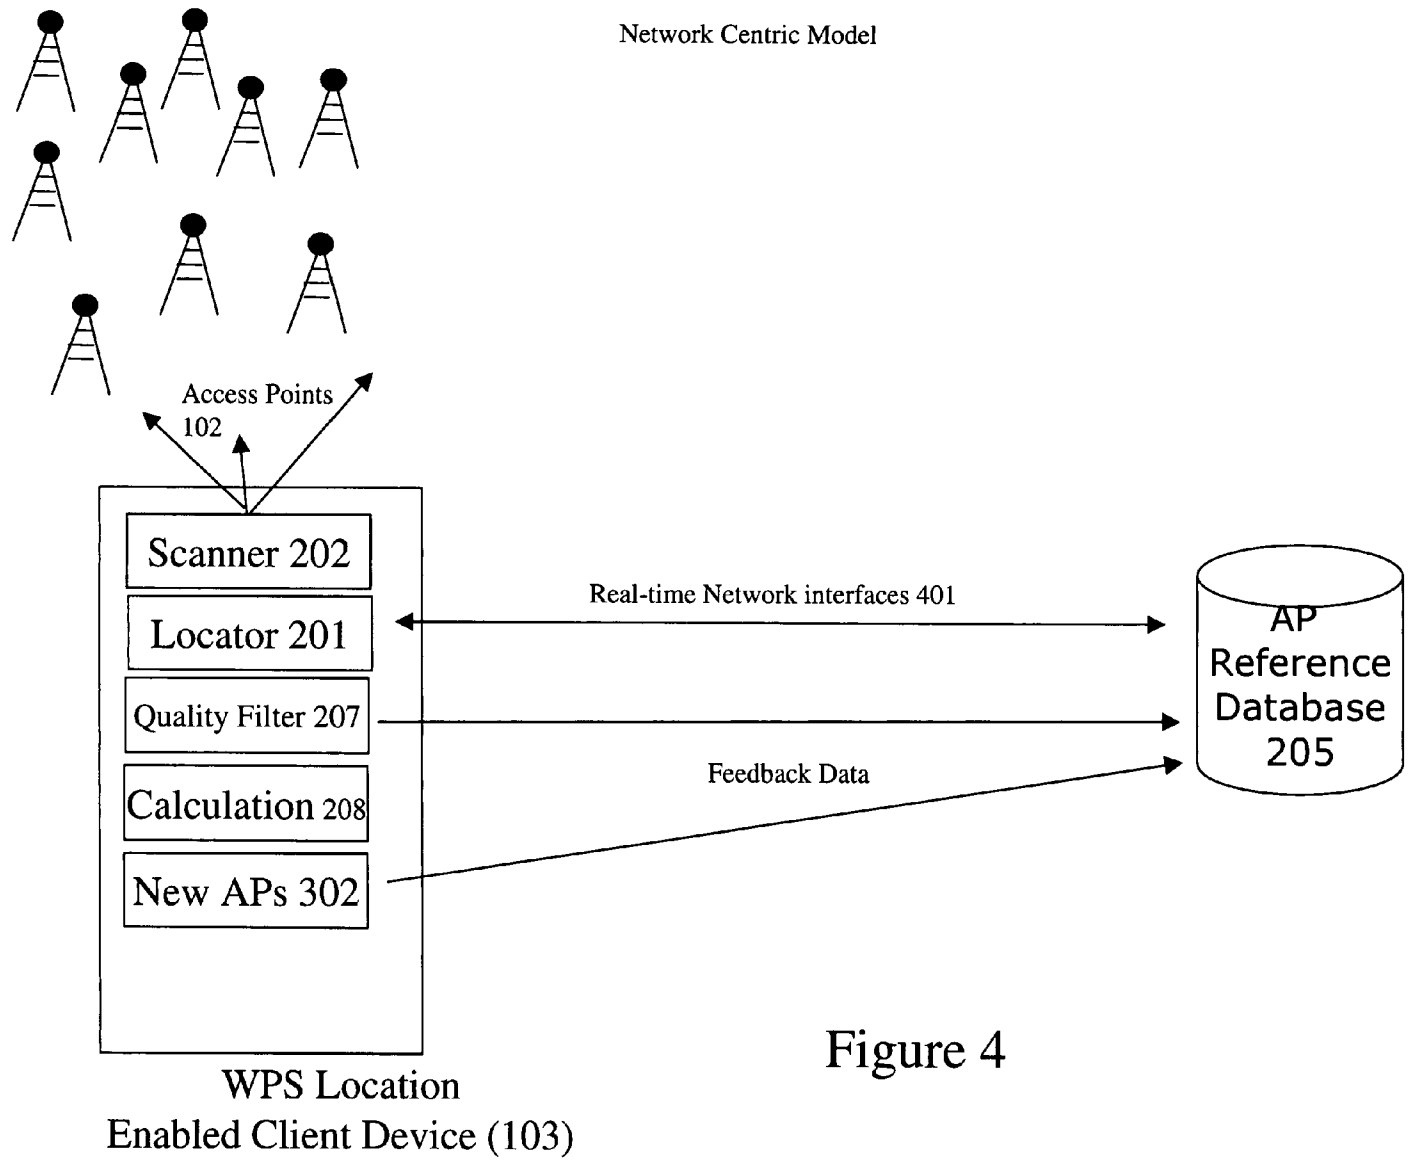 Network Centric Model
Access Points
102
Scanner 202
Locator 201
Quality Filter 207
Calculation 208
New APs 302
Real-time Network interfaces 401
Feedback Data
AP
Reference
Database
205
Figure 4
WPS Location
Enabled Client Device (103)